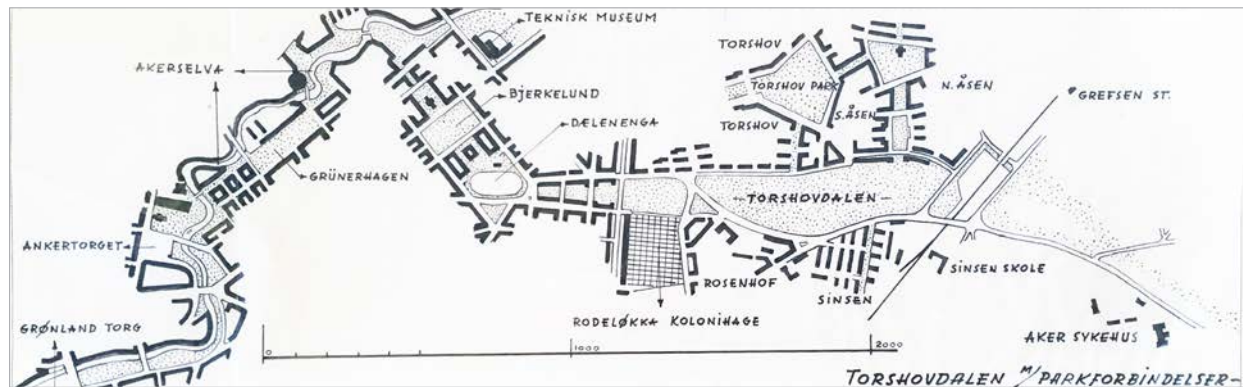 TEKNISK MUSEUM
AKERSELVA
BJERKELUND
DÆLENENGA
GRÜNERHAGEN
TORSHOV
TORSHOV PARK
TORSHOV
S. ÅSEN
N. ÅSEN
GREFSEN ST.
TORSHOVDALEN
ANKERTORGET
ROSENHOF
SINSEN
SINSEN SKOLE
RODELØKKA KOLONIHAGE
GRØNLAND TORG
AKER SYKEHUS
0 1000 2000
TORSHOVDALEN M/PARKFORBINDELSER-